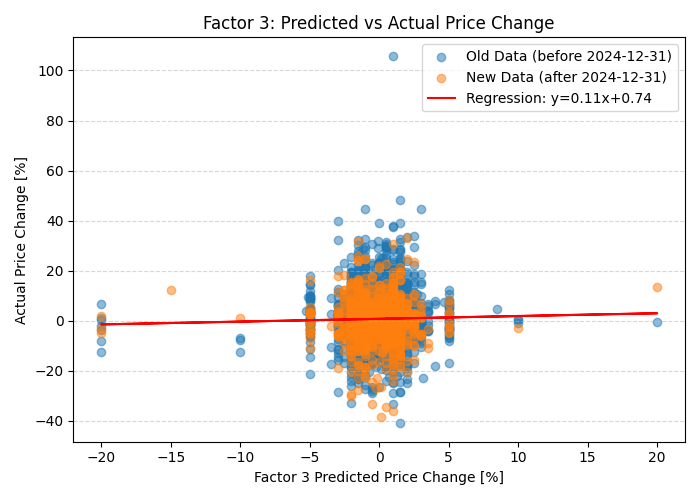 Factor 3: Predicted vs Actual Price Change
Old Data (before 2024-12-31)
New Data (after 2024-12-31)
Regression: y=0.11x+0.74
Actual Price Change [%]
100
80
60
40
20
0
−20
−40
−20 −15 −10 −5 0 5 10 15 20
Factor 3 Predicted Price Change [%]